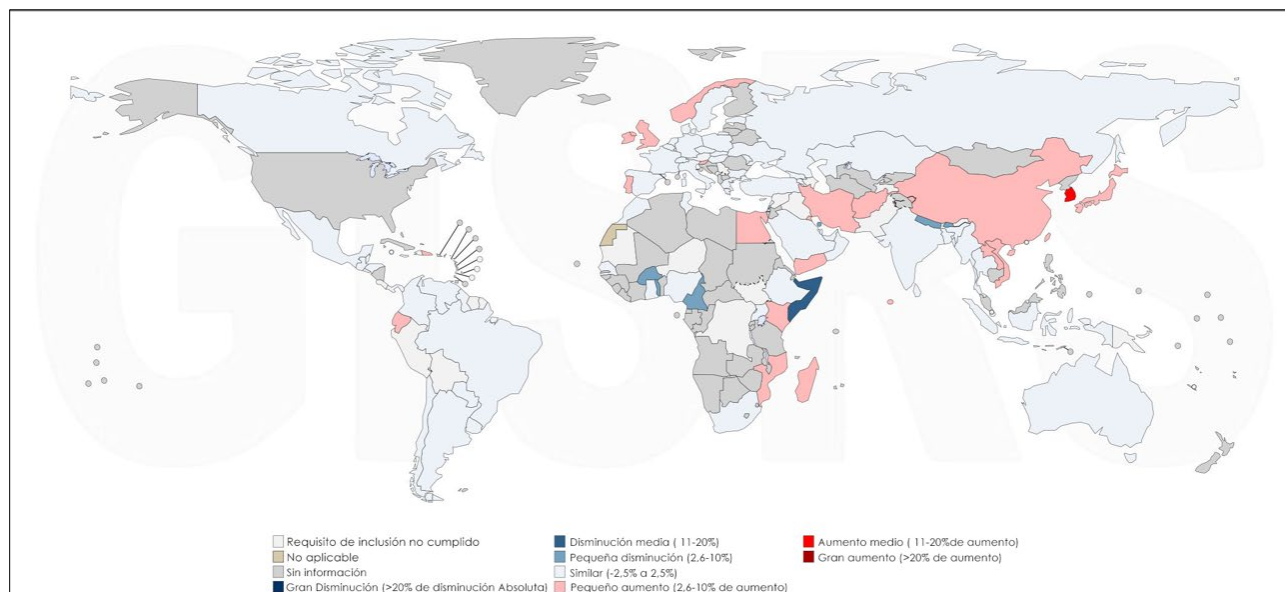 GISRS
Requisito de inclusión no cumplido
No aplicable
Sin información
Gran Disminución (>20% de disminución Absoluta)
Disminución media ( 11-20%)
Pequeña disminución (2,6-10%)
Similar (-2,5% a 2,5%)
Pequeño aumento (2,6-10% de aumento)
Aumento medio ( 11-20%de aumento)
Gran aumento (>20% de aumento)